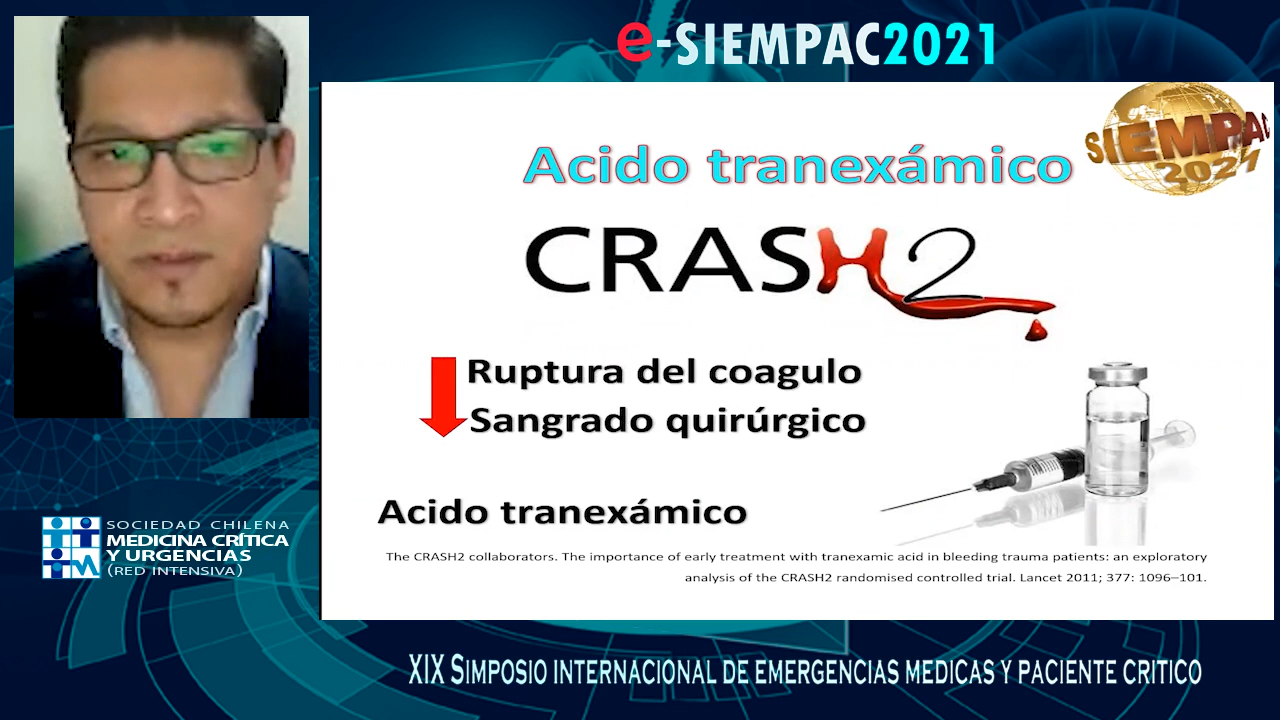 e-SIEMPAC2021
SIEMPAC
2021
Acido tranexámico
CRASH2
Ruptura del coagulo
Sangrado quirúrgico
Acido tranexámico
The CRASH2 collaborators. The importance of early treatment with tranexamic acid in bleeding trauma patients: an exploratory
analysis of the CRASH2 randomised controlled trial. Lancet 2011; 377: 1096–101.
SOCIEDAD CHILENA
MEDICINA CRÍTICA
Y URGENCIAS
(RED INTENSIVA)
XIX SIMPOSIO INTERNACIONAL DE EMERGENCIAS MEDICAS Y PACIENTE CRITICO